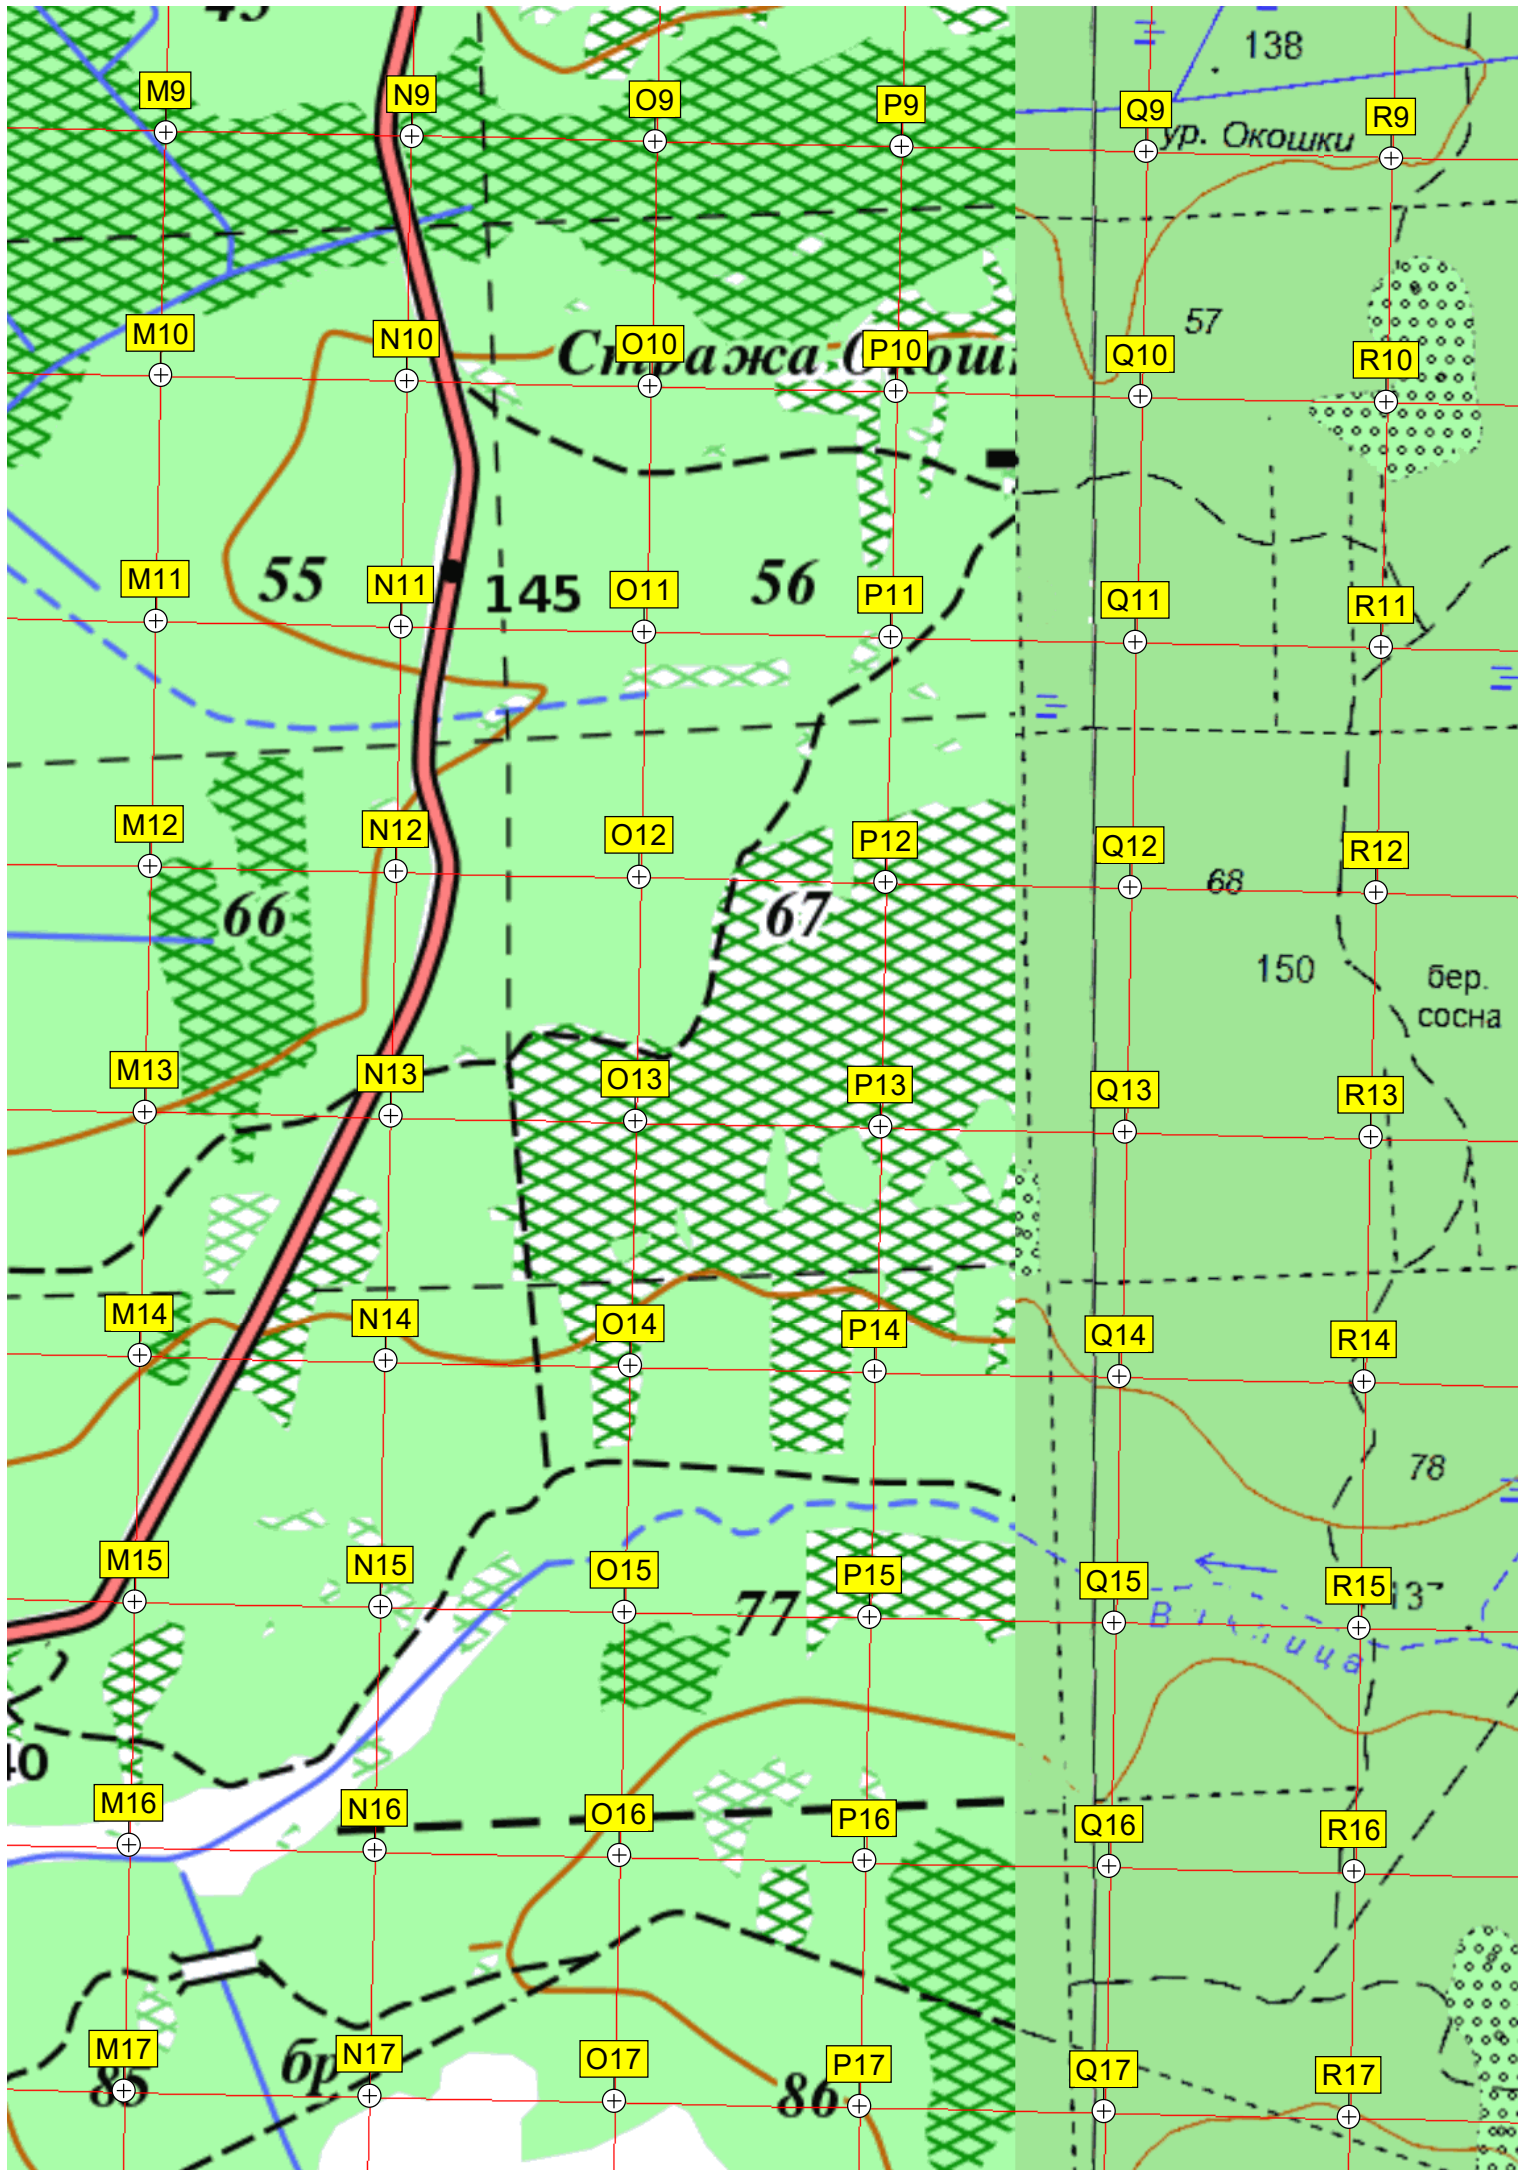 138
M9 N9 O9 P9 Q9 R9
ур. Окошки
57
M10 N10 O10 P10 Q10 R10
55 145 56
M11 N11 O11 P11 Q11 R11
M12 N12 O12 P12 Q12 R12
66 67 68
150 бер.
сосна
M13 N13 O13 P13 Q13 R13
M14 N14 O14 P14 Q14 R14
78
M15 N15 O15 P15 Q15 R15
77 137
M16 N16 O16 P16 Q16 R16
M17 N17 O17 P17 Q17 R17
бр
85 86